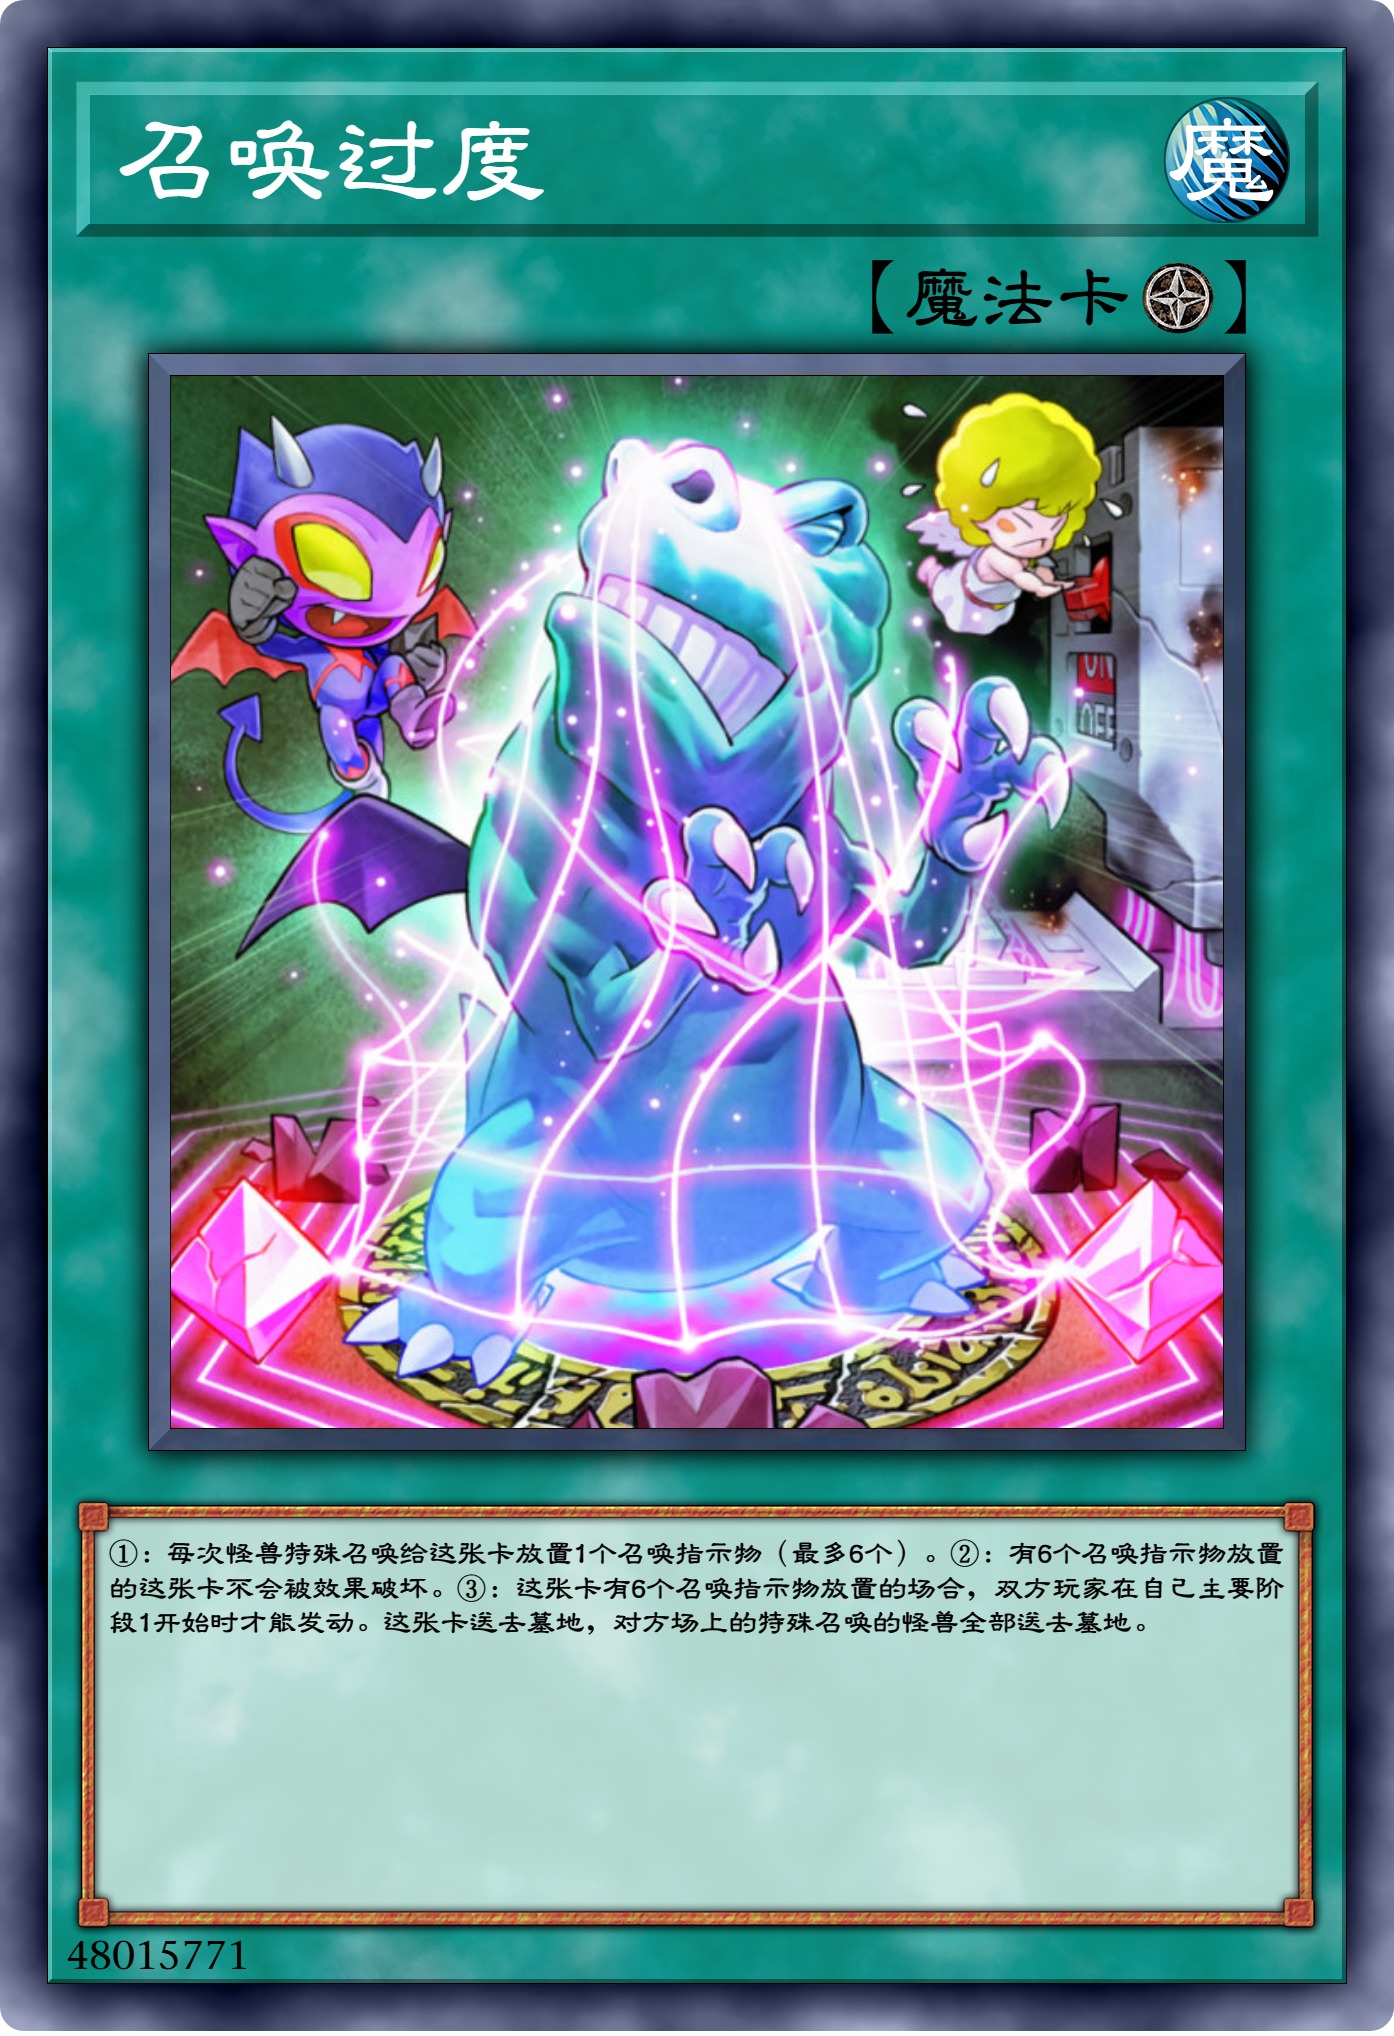 召唤过度
魔
【魔法卡】
ON
OFF
①：每次怪兽特殊召唤给这张卡放置1个召唤指示物（最多6个）。②：有6个召唤指示物放置
的这张卡不会被效果破坏。③：这张卡有6个召唤指示物放置的场合，双方玩家在自己主要阶
段1开始时才能发动。这张卡送去墓地，对方场上的特殊召唤的怪兽全部送去墓地。
48015771